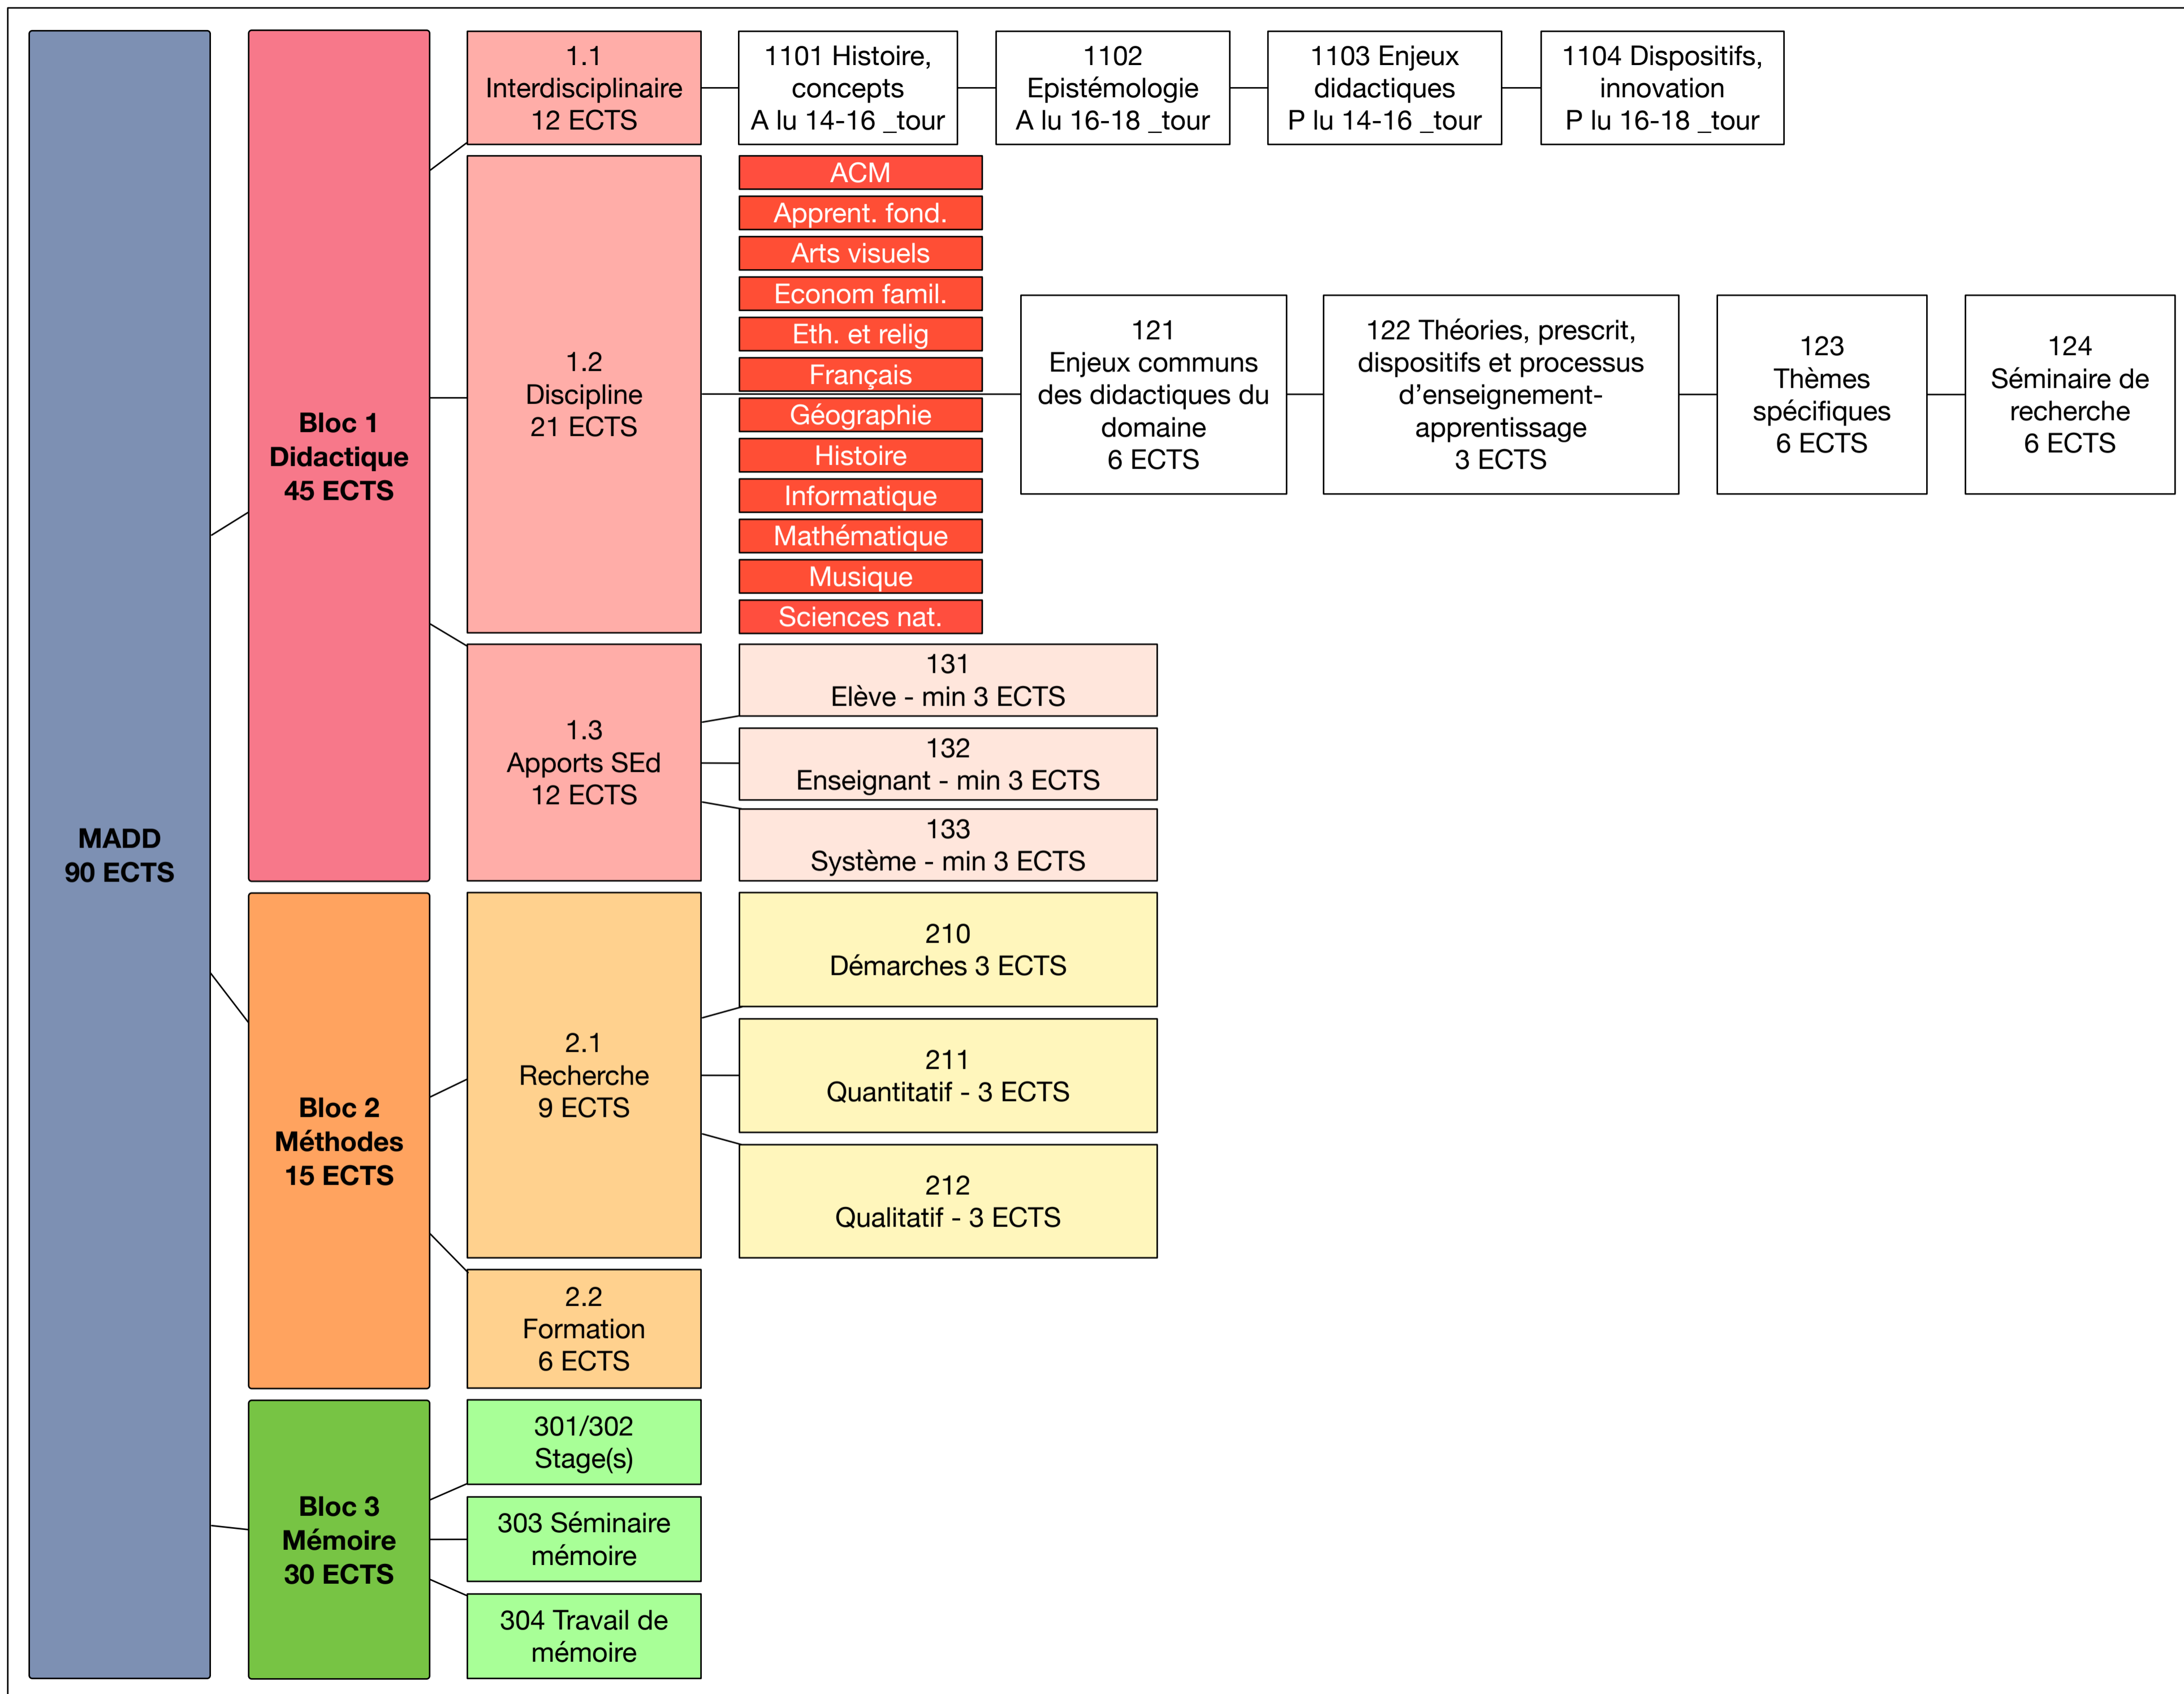 MADD
90 ECTS
Bloc 1
Didactique
45 ECTS
1.1
Interdisciplinaire
12 ECTS
1101 Histoire,
concepts
A lu 14-16 _tour
1102
Epistémologie
A lu 16-18 _tour
1103 Enjeux
didactiques
P lu 14-16 _tour
1104 Dispositifs,
innovation
P lu 16-18 _tour
1.2
Discipline
21 ECTS
ACM
Apprent. fond.
Arts visuels
Econom famil.
Eth. et relig
Français
Géographie
Histoire
Informatique
Mathématique
Musique
Sciences nat.
121
Enjeux communs
des didactiques du
domaine
6 ECTS
122 Théories, prescrit,
dispositifs et processus
d’enseignement-
apprentissage
3 ECTS
123
Thèmes
spécifiques
6 ECTS
124
Séminaire de
recherche
6 ECTS
1.3
Apports SEd
12 ECTS
131
Elève - min 3 ECTS
132
Enseignant - min 3 ECTS
133
Système - min 3 ECTS
Bloc 2
Méthodes
15 ECTS
2.1
Recherche
9 ECTS
210
Démarches 3 ECTS
211
Quantitatif - 3 ECTS
212
Qualitatif - 3 ECTS
2.2
Formation
6 ECTS
Bloc 3
Mémoire
30 ECTS
301/302
Stage(s)
303 Séminaire
mémoire
304 Travail de
mémoire